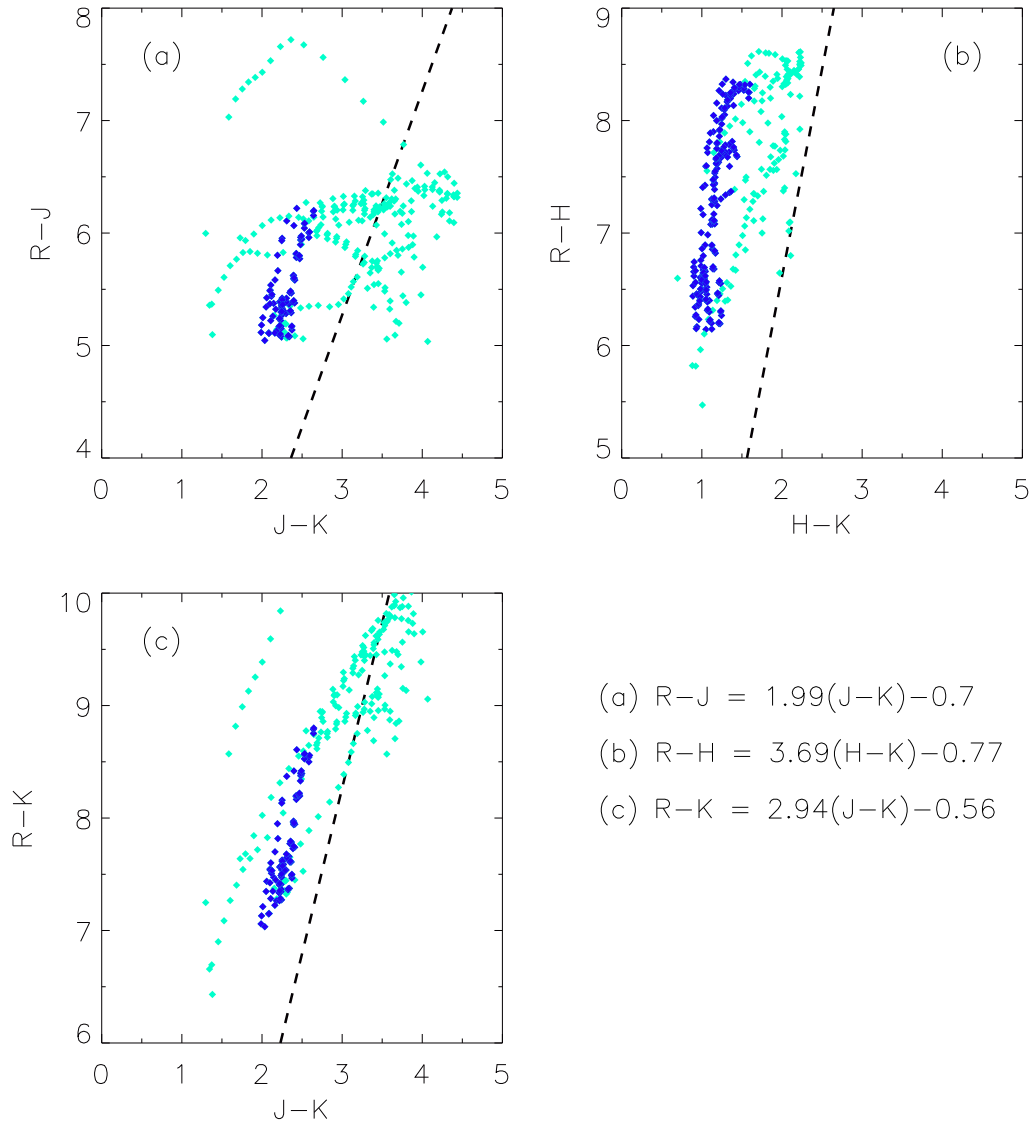 8
7
6
5
4
R−J
(a)
0 1 2 3 4 5
J−K
9
8
7
6
5
R−H
(b)
0 1 2 3 4 5
H−K
10
9
8
7
6
R−K
(c)
0 1 2 3 4 5
J−K
(a) R−J = 1.99(J−K)−0.7
(b) R−H = 3.69(H−K)−0.77
(c) R−K = 2.94(J−K)−0.56